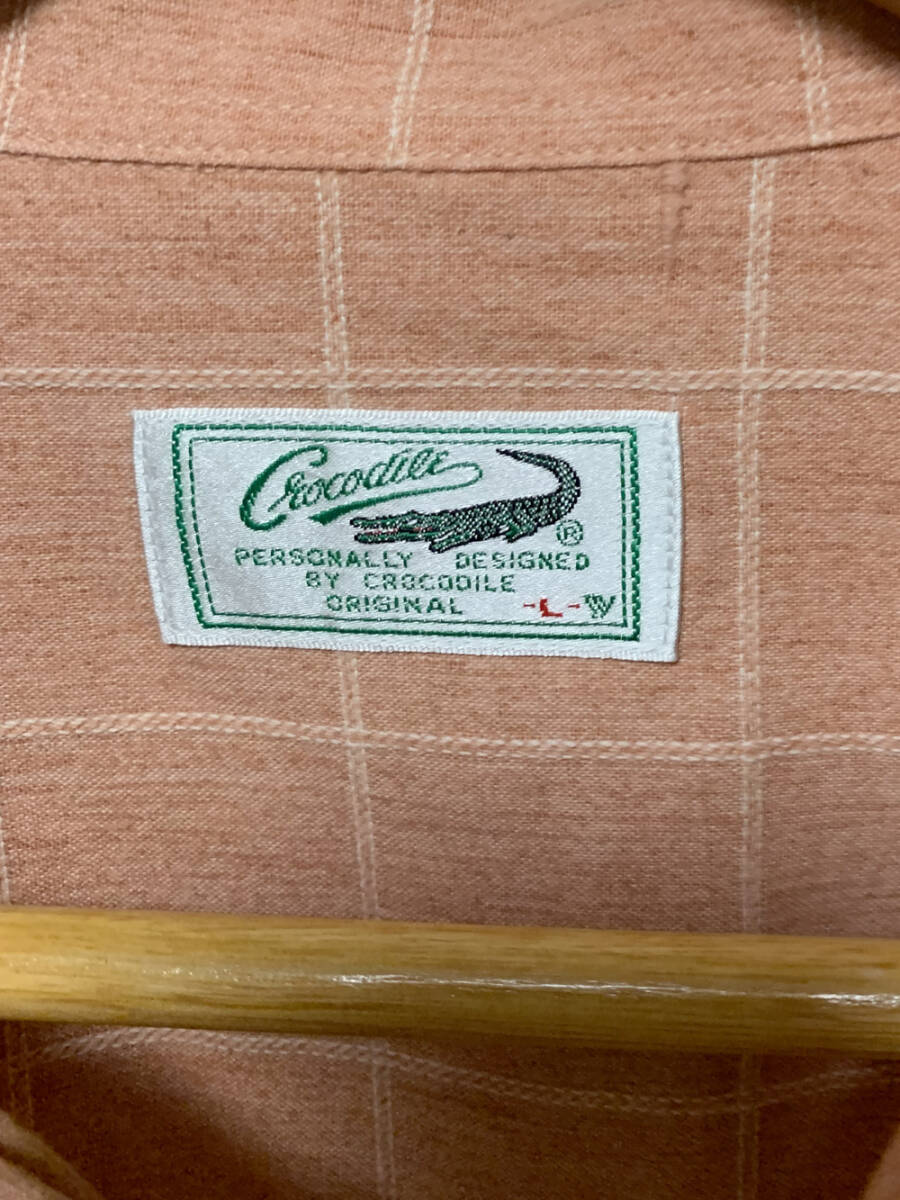 Crocodile ®
PERSONALLY DESIGNED
BY CROCODILE
ORIGINAL -L- W